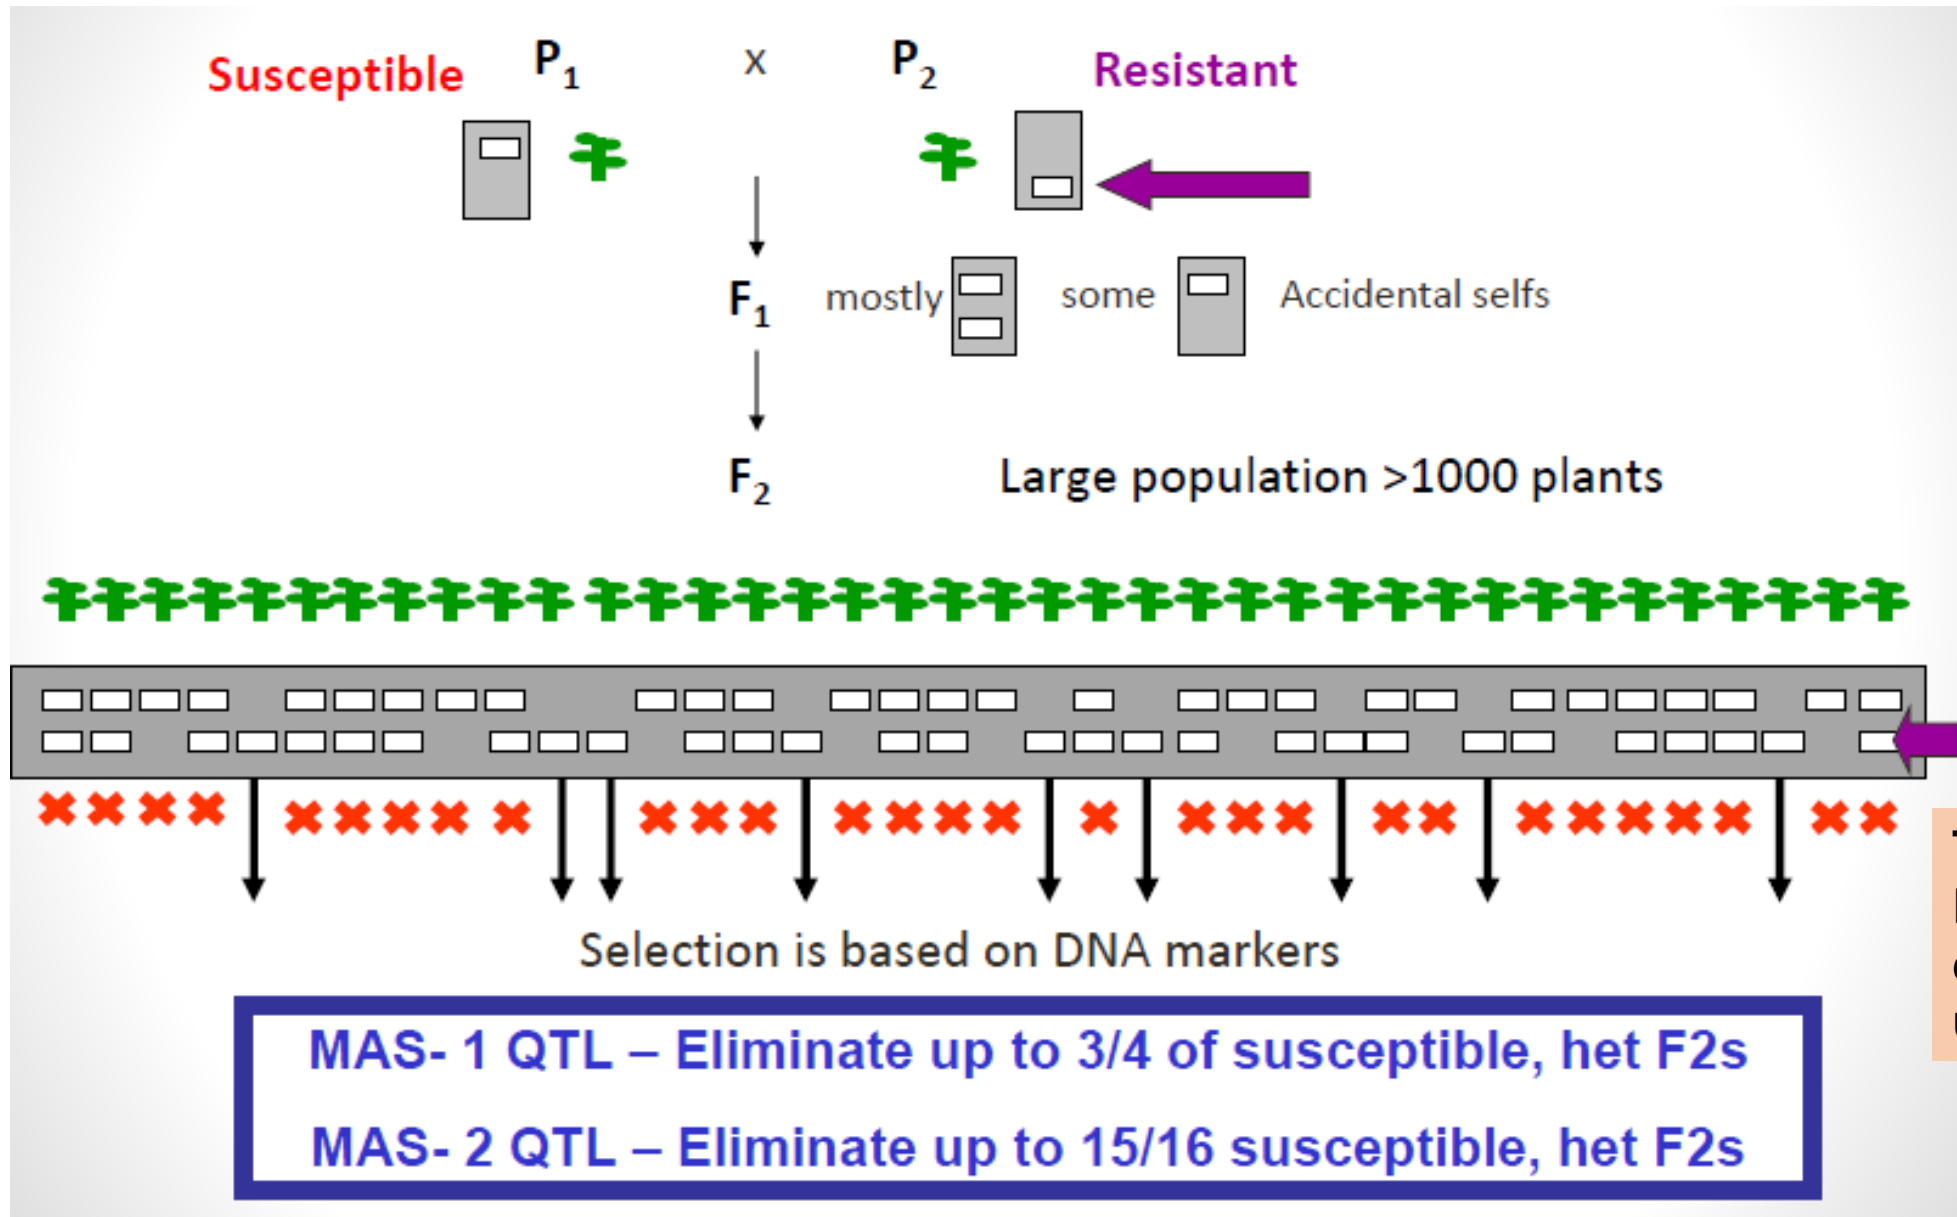 Susceptible P1 x P2 Resistant
F1 mostly some Accidental selfs
F2 Large population >1000 plants
Selection is based on DNA markers
MAS- 1 QTL – Eliminate up to 3/4 of susceptible, het F2s
MAS- 2 QTL – Eliminate up to 15/16 susceptible, het F2s